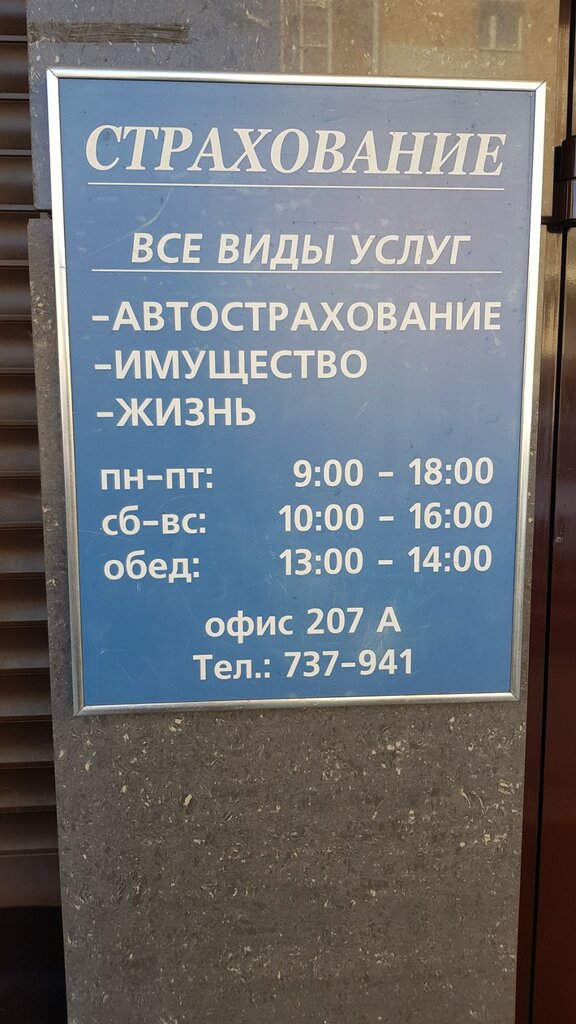 СТРАХОВАНИЕ
ВСЕ ВИДЫ УСЛУГ
-АВТОСТРАХОВАНИЕ
-ИМУЩЕСТВО
-ЖИЗНЬ
пн-пт: 9:00 - 18:00
сб-вс: 10:00 - 16:00
обед: 13:00 - 14:00
офис 207 А
Тел.: 737-941